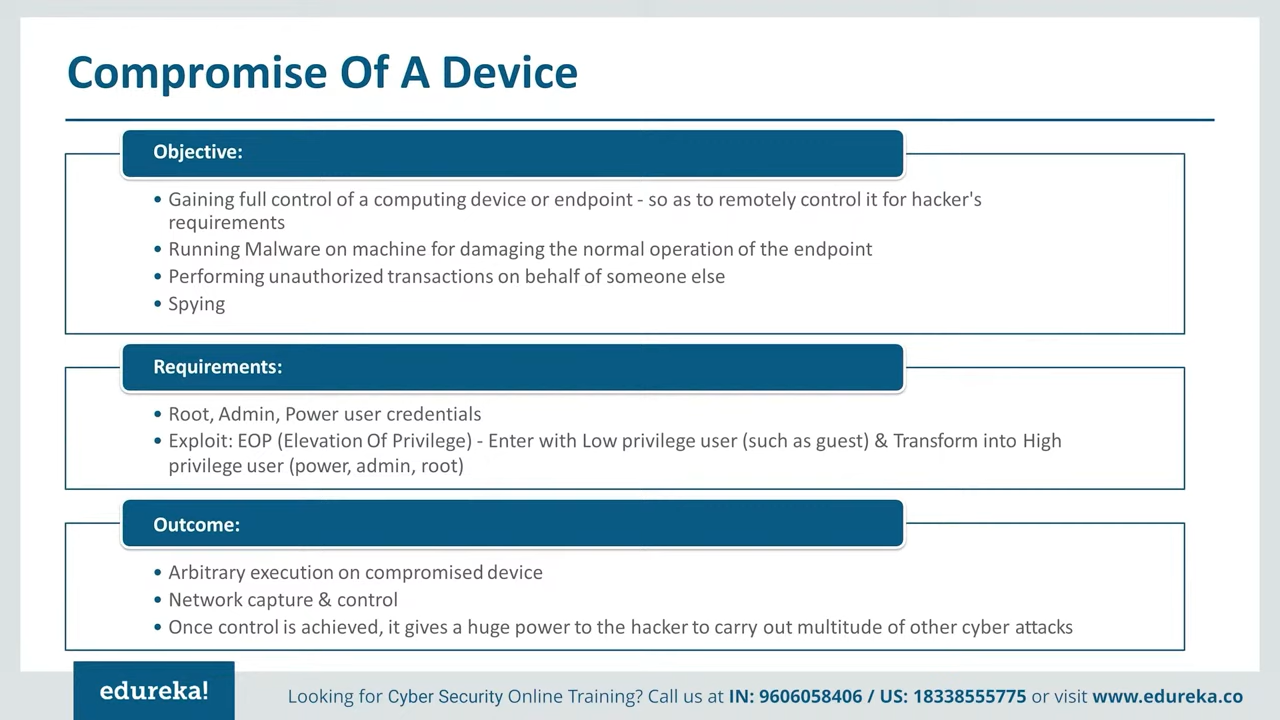 Compromise Of A Device
Objective:
• Gaining full control of a computing device or endpoint - so as to remotely control it for hacker's
requirements
• Running Malware on machine for damaging the normal operation of the endpoint
• Performing unauthorized transactions on behalf of someone else
• Spying
Requirements:
• Root, Admin, Power user credentials
• Exploit: EOP (Elevation Of Privilege) - Enter with Low privilege user (such as guest) & Transform into High
privilege user (power, admin, root)
Outcome:
• Arbitrary execution on compromised device
• Network capture & control
• Once control is achieved, it gives a huge power to the hacker to carry out multitude of other cyber attacks
edureka!
Looking for Cyber Security Online Training? Call us at IN: 9606058406 / US: 18338555775 or visit www.edureka.co